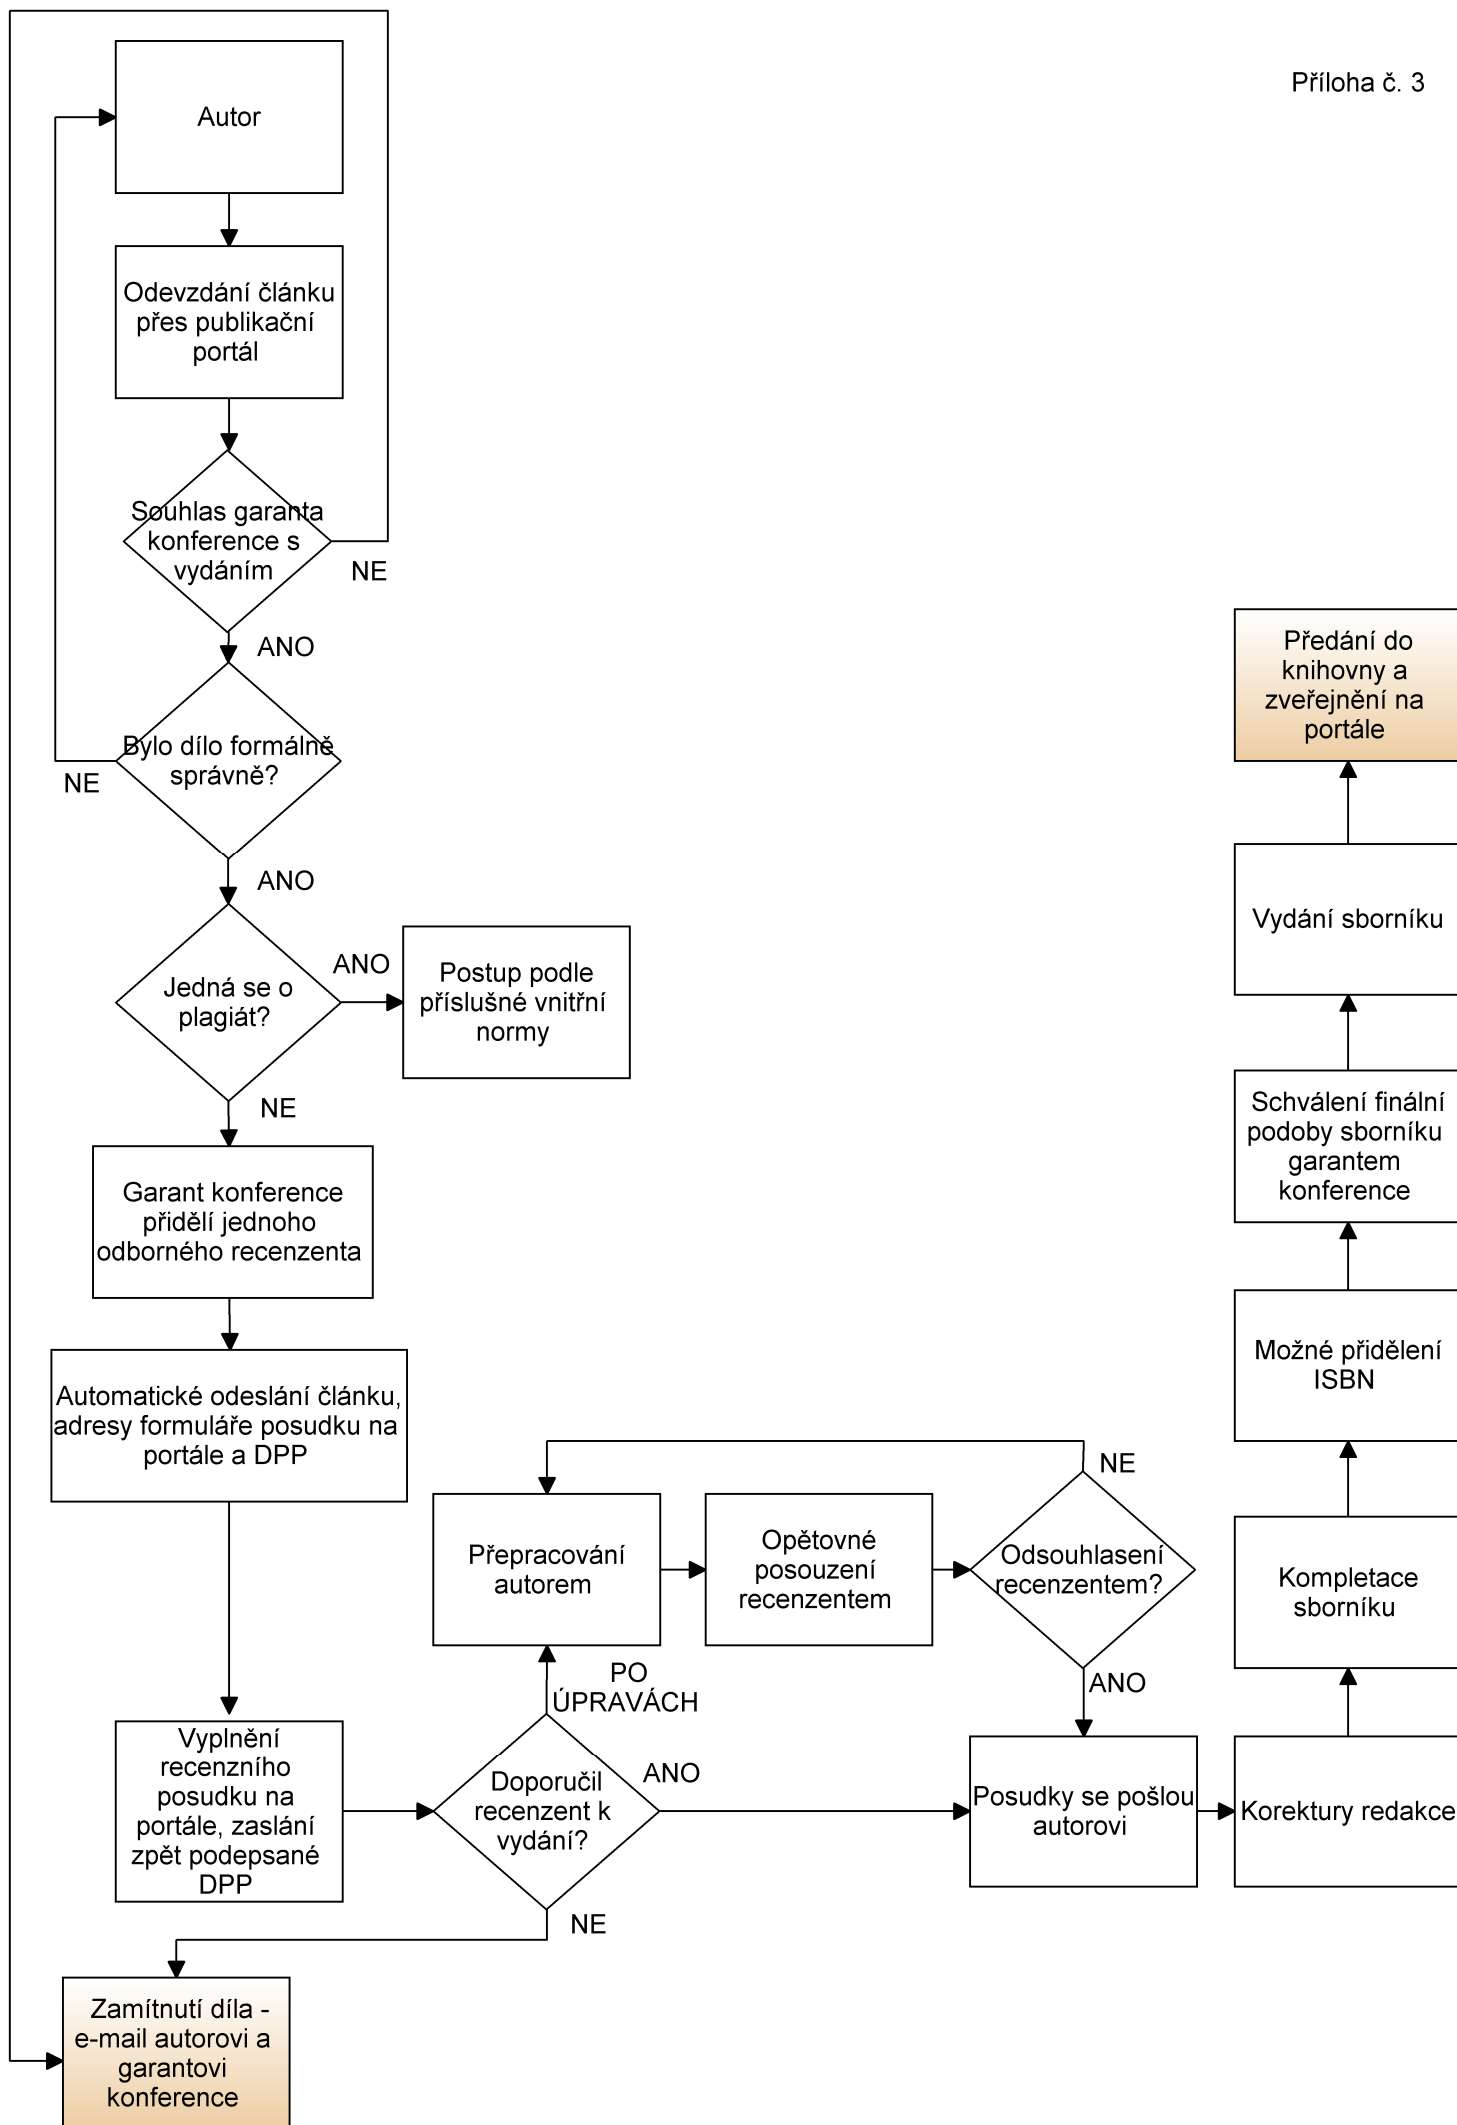 Příloha č. 3
Autor
Odevzdání článku
přes publikační
portál
Souhlas garanta
konference s
vydáním
NE
ANO
Bylo dílo formálně
správně?
NE
ANO
Jedná se o
plagiát?
ANO
Postup podle
příslušné vnitřní
normy
NE
Garant konference
přidělí jednoho
odborného recenzenta
Automatické odeslání článku,
adresy formuláře posudku na
portále a DPP
Vyplnění
recenzního
posudku na
portále, zaslání
zpět podepsané
DPP
Doporučil
recenzent k
vydání?
PO
ÚPRAVÁCH
ANO
NE
Přepracování
autorem
Opětovné
posouzení
recenzentem
Odsouhlasení
recenzentem?
NE
ANO
Posudky se pošlou
autorovi
Korektury redakce
Kompletace
sborníku
Možné přidělení
ISBN
Schválení finální
podoby sborníku
garantem
konference
Vydání sborníku
Předání do
knihovny a
zveřejnění na
portále
Zamítnutí díla -
e-mail autorovi a
garantovi
konference